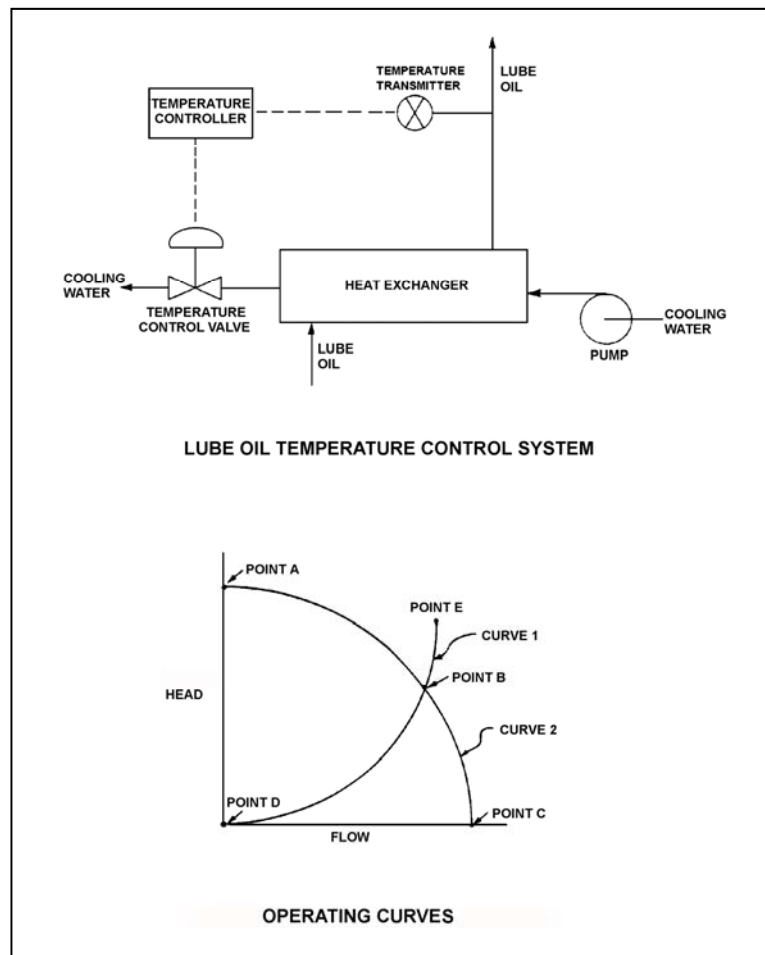 LUBE
OIL
TEMPERATURE
TRANSMITTER
TEMPERATURE
CONTROLLER
HEAT EXCHANGER
COOLING
WATER
TEMPERATURE
CONTROL VALVE
COOLING
WATER
PUMP
LUBE
OIL
LUBE OIL TEMPERATURE CONTROL SYSTEM
POINT A
POINT E
CURVE 1
POINT B
HEAD
CURVE 2
POINT D
POINT C
FLOW
OPERATING CURVES